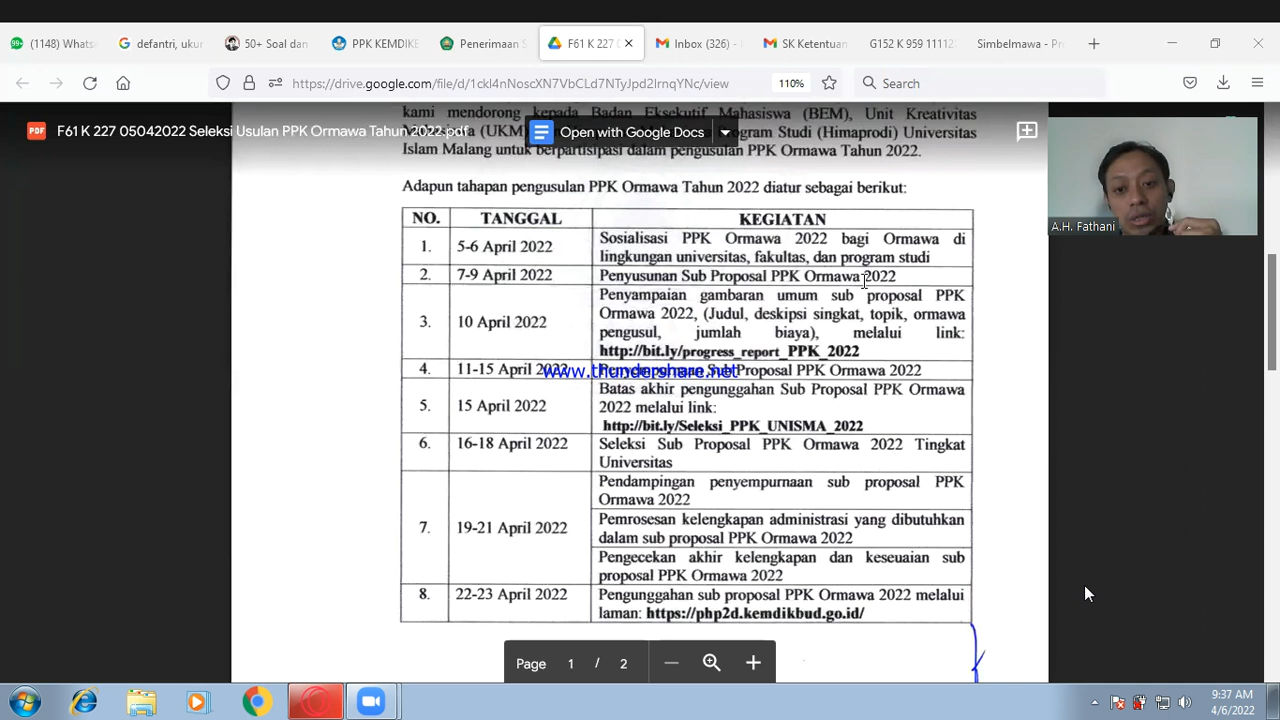 (1148) Whats
defantri, uku
50+ Soal dan
PPK KEMDIKE
Penerimaan S
F61 K 227 0
Inbox (326) -
SK Ketentuan
G152 K 959 11112
Simbelmawa - Pr
https://drive.google.com/file/d/1ckl4nNoscXN7VbCLd7NTyJpd2lrnqYNc/view
110%
Search
kami mendorong kepada Badan Eksekutif Mahasiswa (BEM), Unit Kreativitas
(UKM) Program Studi (Himaprodi) Universitas
F61 K 227 05042022 Seleksi Usulan PPK Ormawa Tahun 2022.pdf
Open with Google Docs
Islam Malang untuk berpartisipasi dalam pengusulan PPK Ormawa Tahun 2022.
Adapun tahapan pengusulan PPK Ormawa Tahun 2022 diatur sebagai berikut:
NO. TANGGAL KEGIATAN
1. 5-6 April 2022 Sosialisasi PPK Ormawa 2022 bagi Ormawa di
lingkungan universitas, fakultas, dan program studi
2. 7-9 April 2022 Penyusunan Sub Proposal PPK Ormawa 2022
3. 10 April 2022 Penyampaian gambaran umum sub proposal PPK
Ormawa 2022, (Judul, deskipsi singkat, topik, ormawa
pengusul, jumlah biaya), melalui link:
http://bit.ly/progress_report_PPK_2022
4. 11-15 April 2022 Sub Proposal PPK Ormawa 2022
www.thundershare.net
5. 15 April 2022 Batas akhir pengunggahan Sub Proposal PPK Ormawa
2022 melalui link:
http://bit.ly/Seleksi_PPK_UNISMA_2022
6. 16-18 April 2022 Seleksi Sub Proposal PPK Ormawa 2022 Tingkat
Universitas
7. 19-21 April 2022 Pendampingan penyempurnaan sub proposal PPK
Ormawa 2022
Pemrosesan kelengkapan administrasi yang dibutuhkan
dalam sub proposal PPK Ormawa 2022
Pengecekan akhir kelengkapan dan keseuaian sub
proposal PPK Ormawa 2022
8. 22-23 April 2022 Pengunggahan sub proposal PPK Ormawa 2022 melalui
laman: https://php2d.kemdikbud.go.id/
A.H. Fathani
Page 1 / 2
9:37 AM
4/6/2022